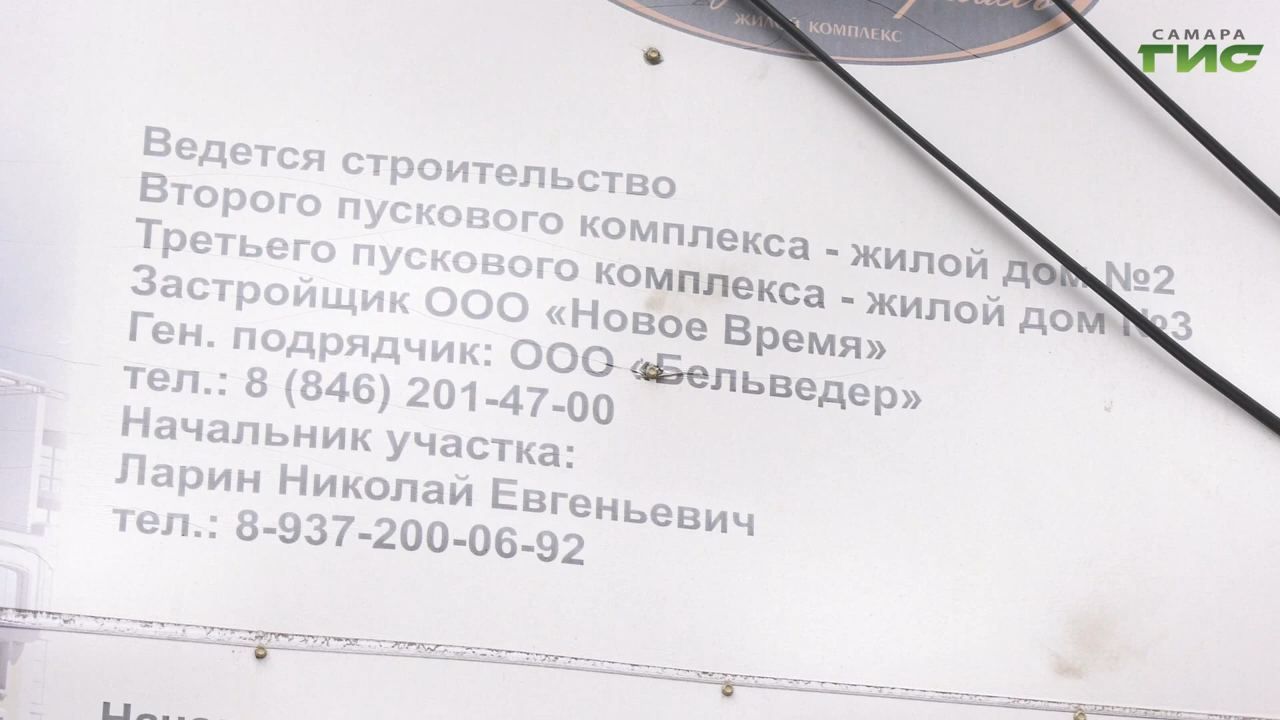 ЖИЛОЙ КОМПЛЕКС
САМАРА
ГИС
Ведется строительство
Второго пускового комплекса - жилой дом №2
Третьего пускового комплекса - жилой дом №3
Застройщик ООО «Новое Время»
Ген. подрядчик: ООО «Бельведер»
тел.: 8 (846) 201-47-00
Начальник участка:
Ларин Николай Евгеньевич
тел.: 8-937-200-06-92